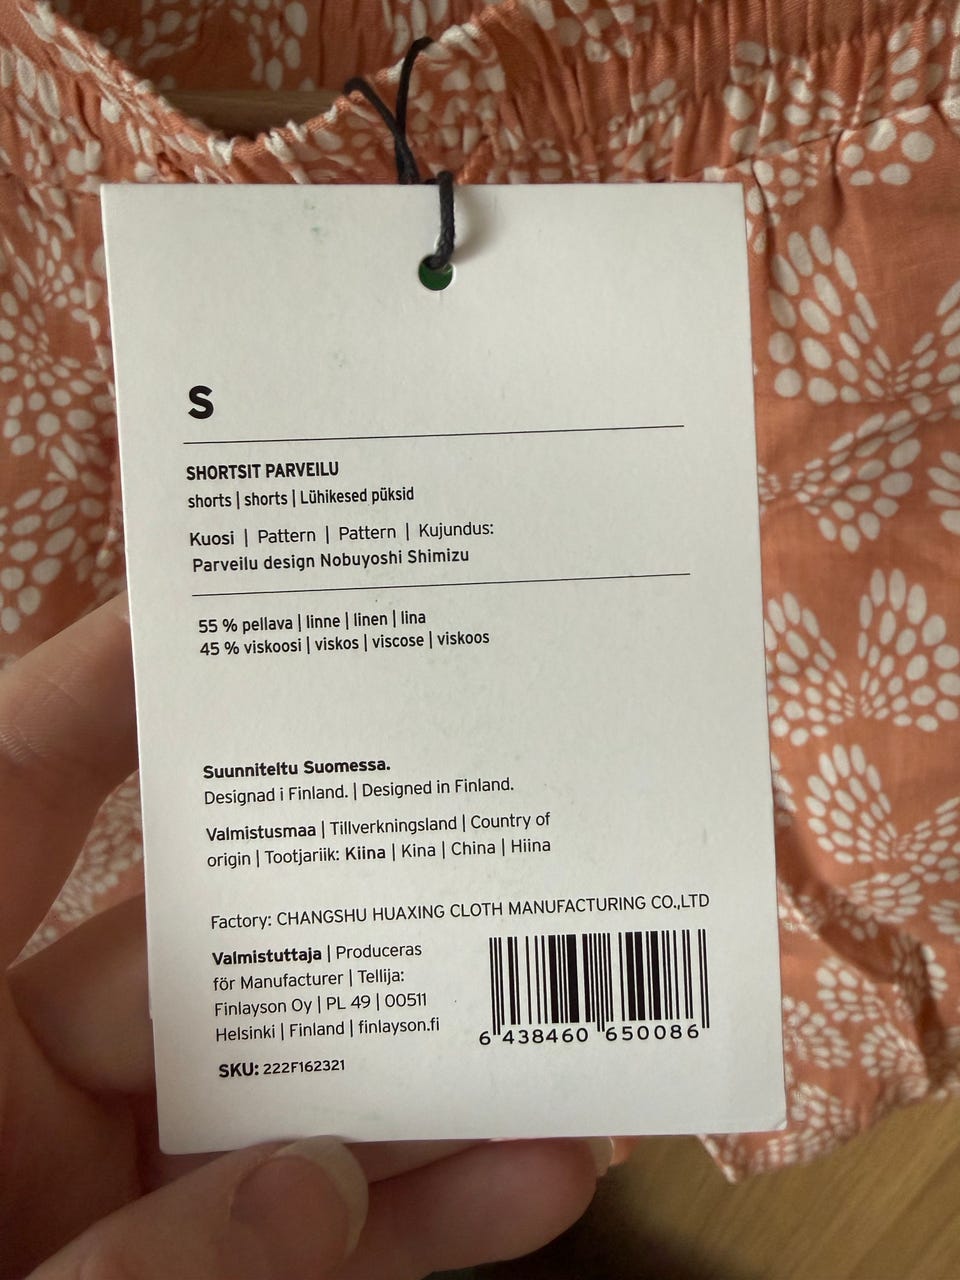 S
SHORTSIT PARVEILU
shorts | shorts | Lühikesed püksid
Kuosi | Pattern | Pattern | Kujundus:
Parveilu design Nobuyoshi Shimizu
55 % pellava | linne | linen | lina
45 % viskoosi | viskos | viscose | viskoos
Suunniteltu Suomessa.
Designad i Finland. | Designed in Finland.
Valmistusmaa | Tillverkningsland | Country of
origin | Tootjariik: Kiina | Kina | China | Hiina
Factory: CHANGSHU HUAXING CLOTH MANUFACTURING CO.,LTD
Valmistuttaja | Produceras
för Manufacturer | Tellija:
Finlayson Oy | PL 49 | 00511
Helsinki | Finland | finlayson.fi
6 438460 650086
SKU: 222F162321